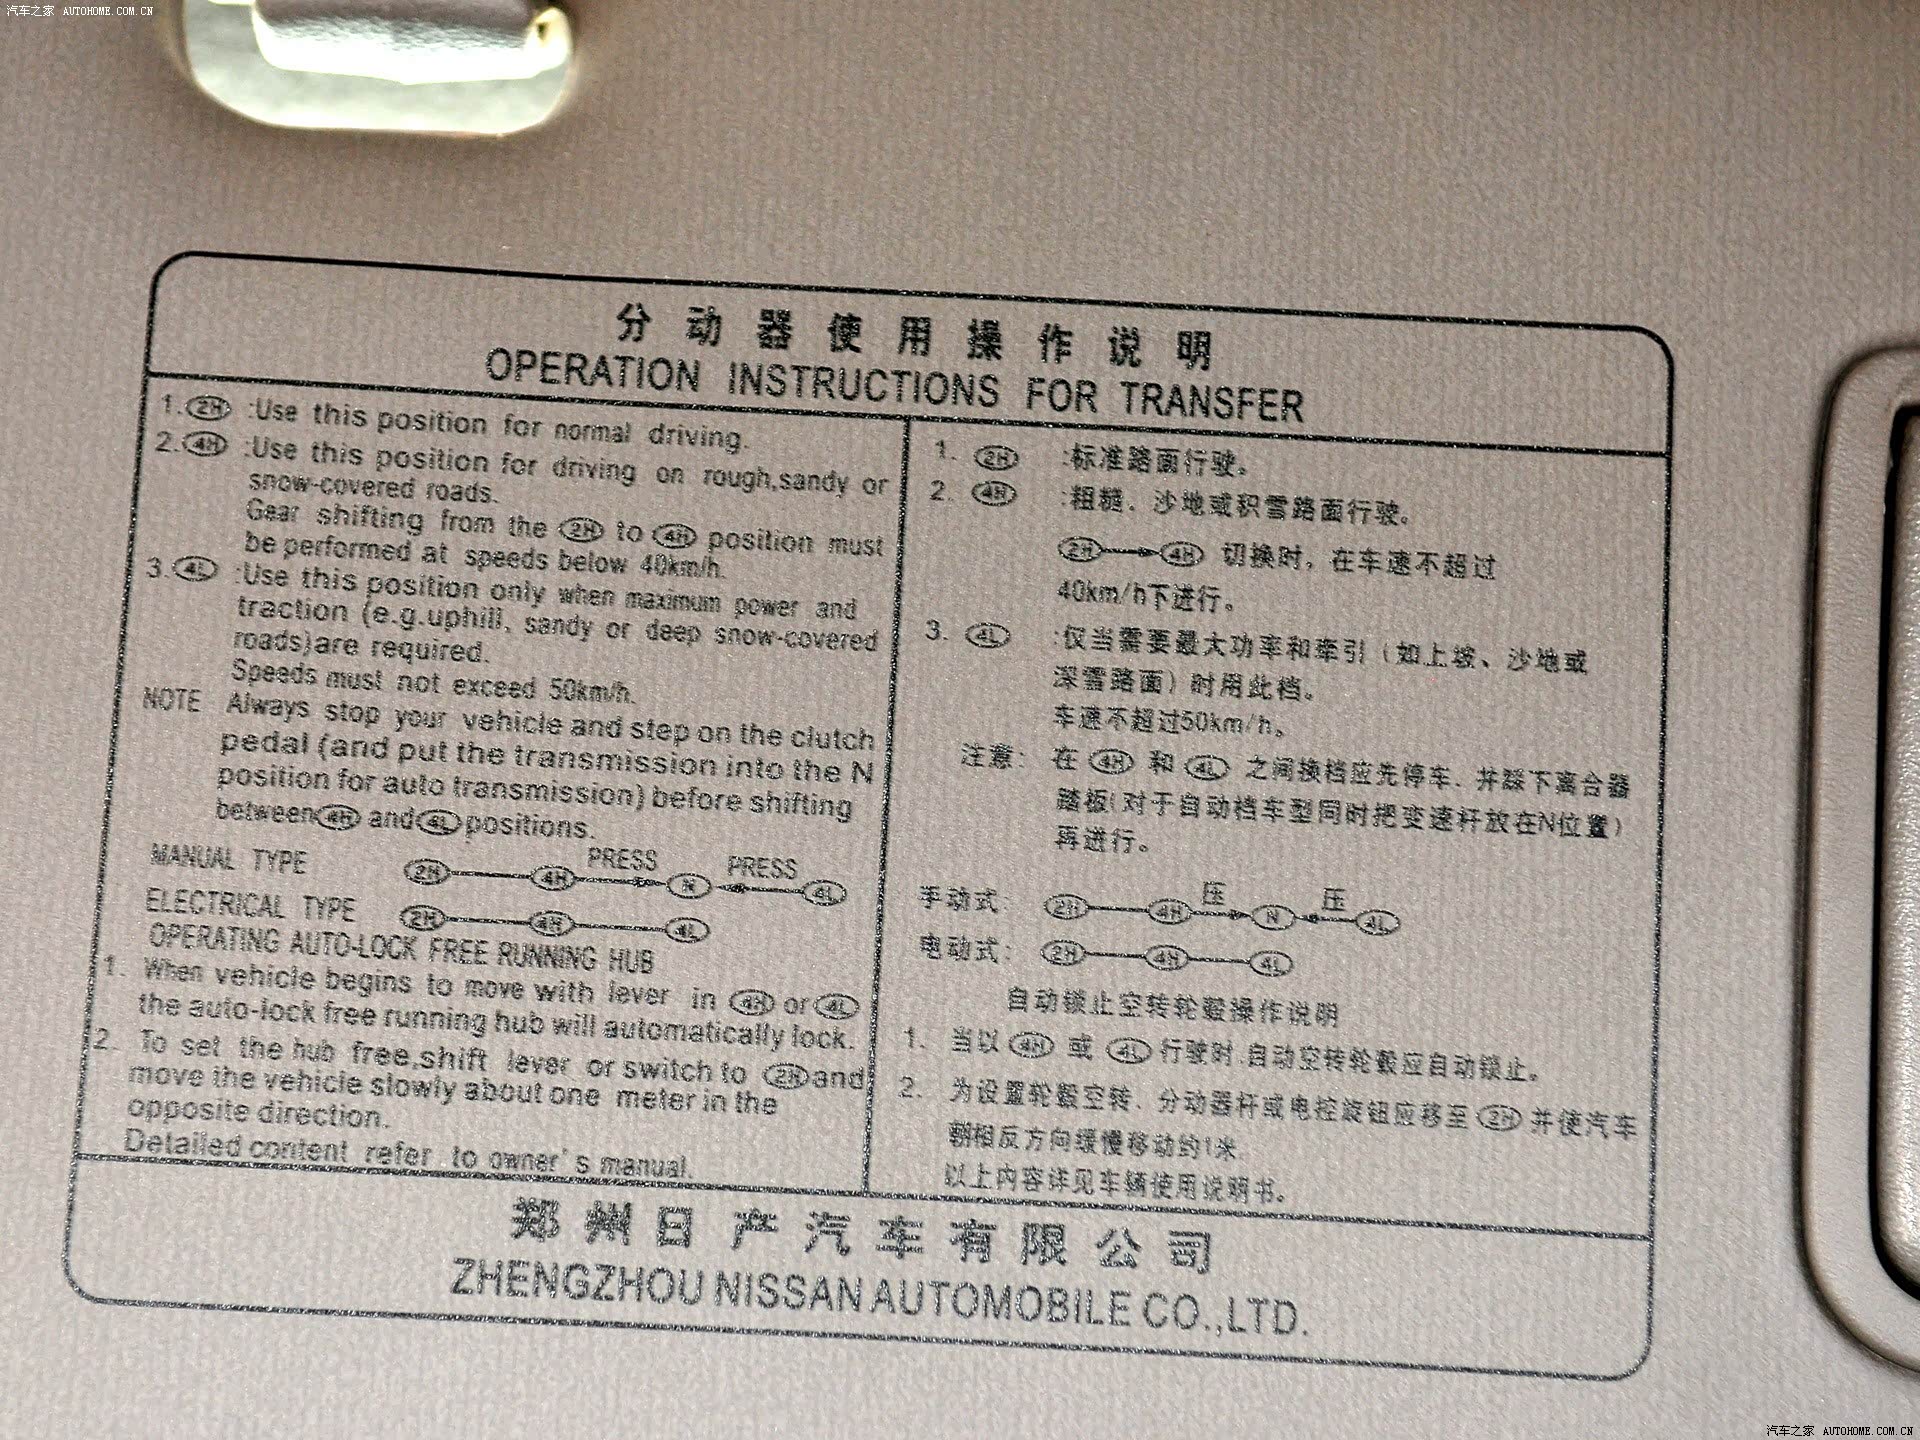 汽车之家 AUTOHOME.COM.CN
分动器使用操作说明
OPERATION INSTRUCTIONS FOR TRANSFER
1. 2H :Use this position for normal driving.
2. 4H :Use this position for driving on rough,sandy or
snow-covered roads.
Gear shifting from the 2H to 4H position must
be performed at speeds below 40km/h.
3. 4L :Use this position only when maximum power and
traction (e.g.uphill, sandy or deep snow-covered
roads)are required.
Speeds must not exceed 50km/h.
NOTE Always stop your vehicle and step on the clutch
pedal (and put the transmission into the N
position for auto transmission) before shifting
between 4H and 4L positions.
MANUAL TYPE 2H 4H PRESS N PRESS 4L
ELECTRICAL TYPE 2H 4H 4L
OPERATING AUTO-LOCK FREE RUNNING HUB
1. When vehicle begins to move with lever in 4H or 4L
the auto-lock free running hub will automatically lock.
2. To set the hub free,shift lever or switch to 2H and
move the vehicle slowly about one meter in the
opposite direction.
Detailed content refer to owner's manual.
1. 2H :标准路面行驶。
2. 4H :粗糙、沙地或积雪路面行驶。
2H 4H 切换时，在车速不超过
40km/h下进行。
3. 4L :仅当需要最大功率和牵引（如上坡、沙地或
深雪路面）时用此档。
车速不超过50km/h。
注意: 在 4H 和 4L 之间换档应先停车，并踩下离合器
踏板(对于自动档车型同时把变速杆放在N位置)
再进行。
手动式: 2H 4H 压 N 压 4L
电动式: 2H 4H 4L
自动锁止空转轮毂操作说明
1. 当以 4H 或 4L 行驶时,自动空转轮毂应自动锁止。
2. 为设置轮毂空转，分动器杆或电控旋钮应移至 2H 并使汽车
朝相反方向缓慢移动约1米.
以上内容详见车辆使用说明书。
郑州日产汽车有限公司
ZHENGZHOU NISSAN AUTOMOBILE CO.,LTD.
汽车之家 AUTOHOME.COM.CN